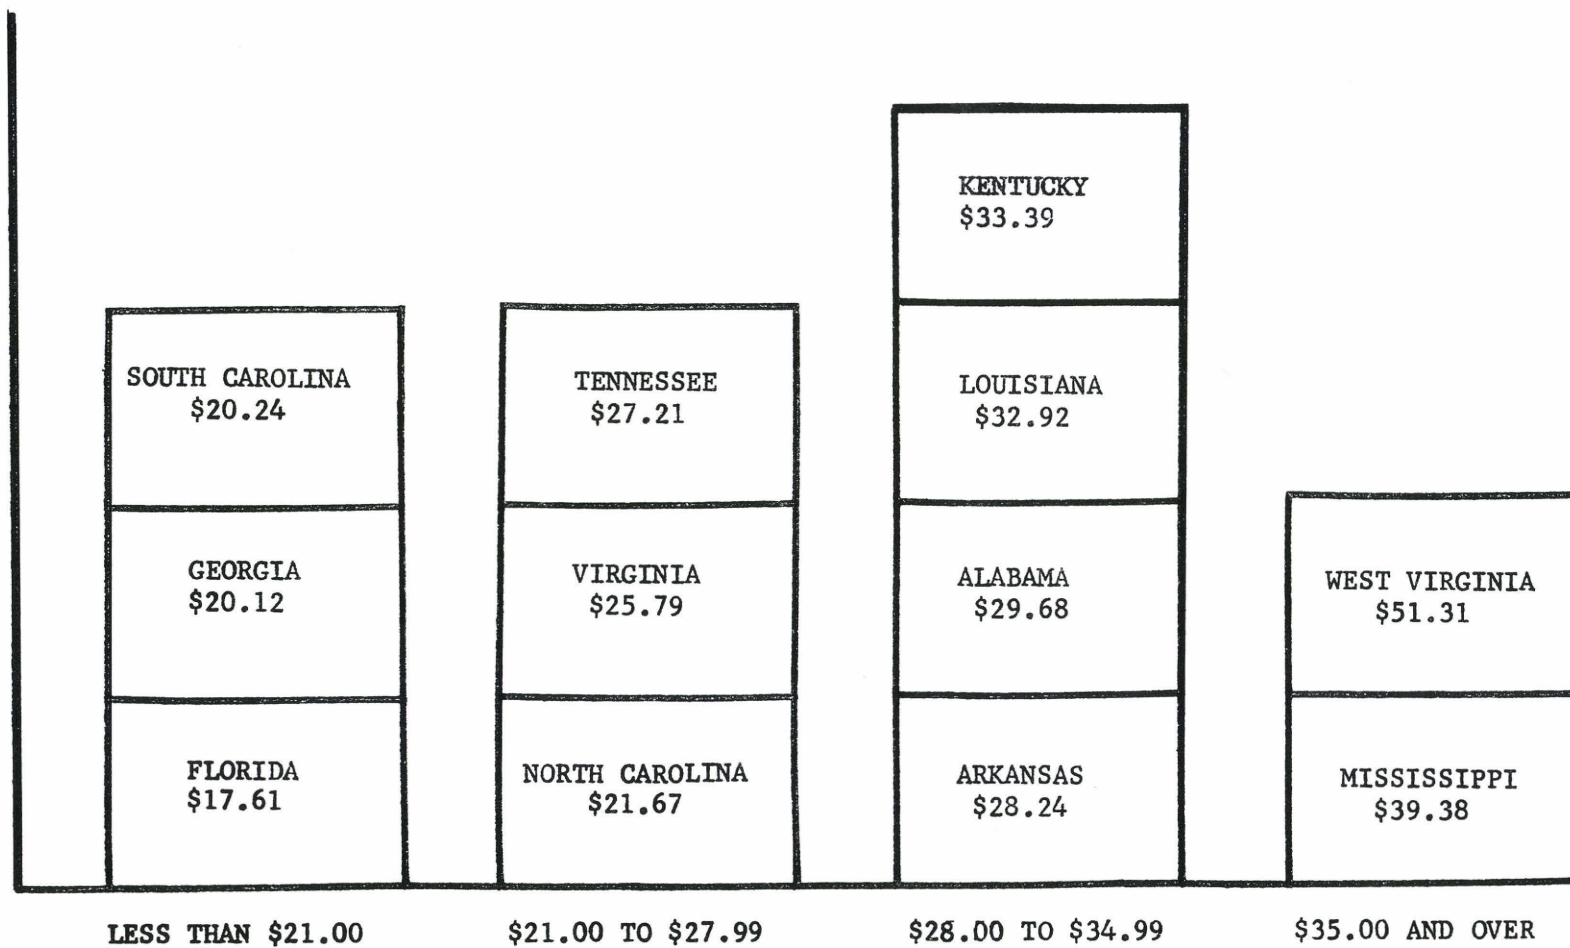 KENTUCKY
$33.39
SOUTH CAROLINA
$20.24
TENNESSEE
$27.21
LOUISIANA
$32.92
GEORGIA
$20.12
VIRGINIA
$25.79
ALABAMA
$29.68
WEST VIRGINIA
$51.31
FLORIDA
$17.61
NORTH CAROLINA
$21.67
ARKANSAS
$28.24
MISSISSIPPI
$39.38
LESS THAN $21.00
$21.00 TO $27.99
$28.00 TO $34.99
$35.00 AND OVER